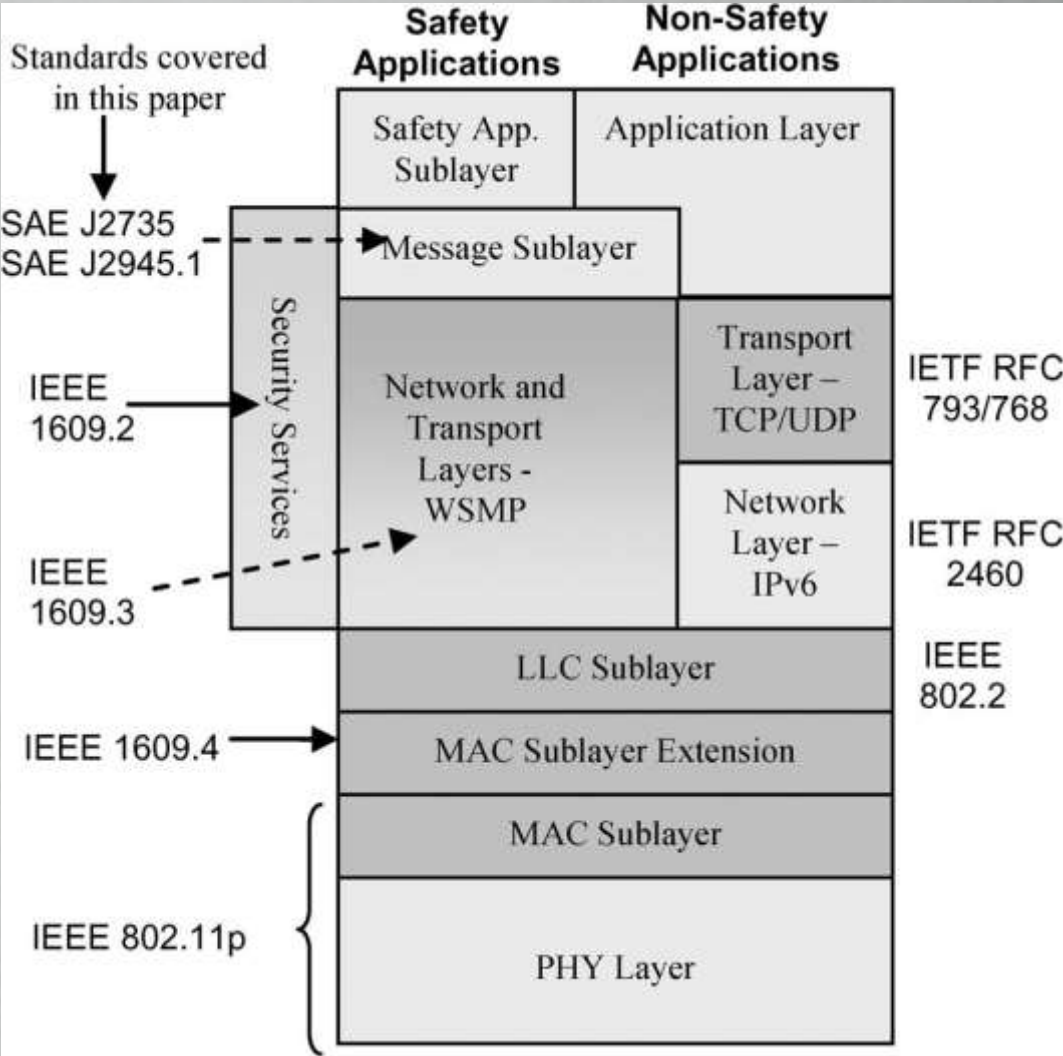 Safety
Applications
Non-Safety
Applications
Standards covered
in this paper
Safety App.
Sublayer
Application Layer
SAE J2735
SAE J2945.1
Message Sublayer
Security Services
IEEE
1609.2
Network and
Transport
Layers -
WSMP
Transport
Layer –
TCP/UDP
IETF RFC
793/768
Network
Layer –
IPv6
IETF RFC
2460
IEEE
1609.3
LLC Sublayer
IEEE
802.2
IEEE 1609.4
MAC Sublayer Extension
MAC Sublayer
IEEE 802.11p
PHY Layer